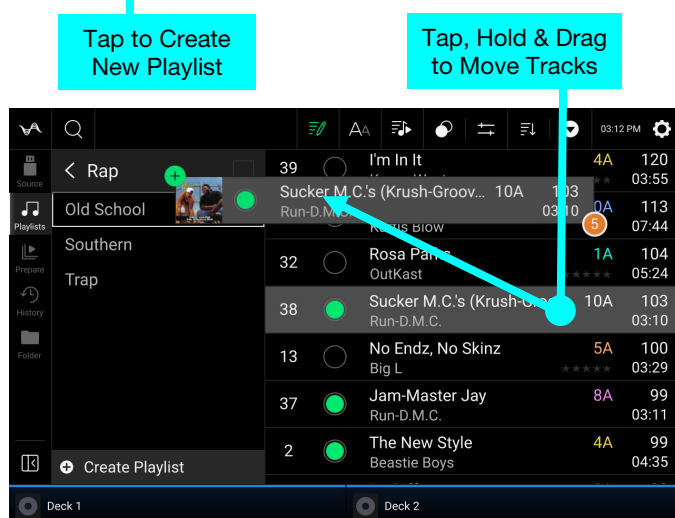 Tap to Create
New Playlist
Tap, Hold & Drag
to Move Tracks
AA
03:12 PM
Source
Playlists
Prepare
History
Folder
Rap
Old School
Southern
Trap
Create Playlist
39 I'm In It 4A 120
03:55
Sucker M.C.'s (Krush-Groov... 10A 103
Run-D.M.C. 03:10
0A 113
Kurtis Blow 07:44
5
32 Rosa Parks 1A 104
OutKast 05:24
38 Sucker M.C.'s (Krush-Groo 10A 103
Run-D.M.C. 03:10
13 No Endz, No Skinz 5A 100
Big L 03:29
37 Jam-Master Jay 8A 99
Run-D.M.C. 03:11
2 The New Style 4A 99
Beastie Boys 04:35
Deck 1
Deck 2